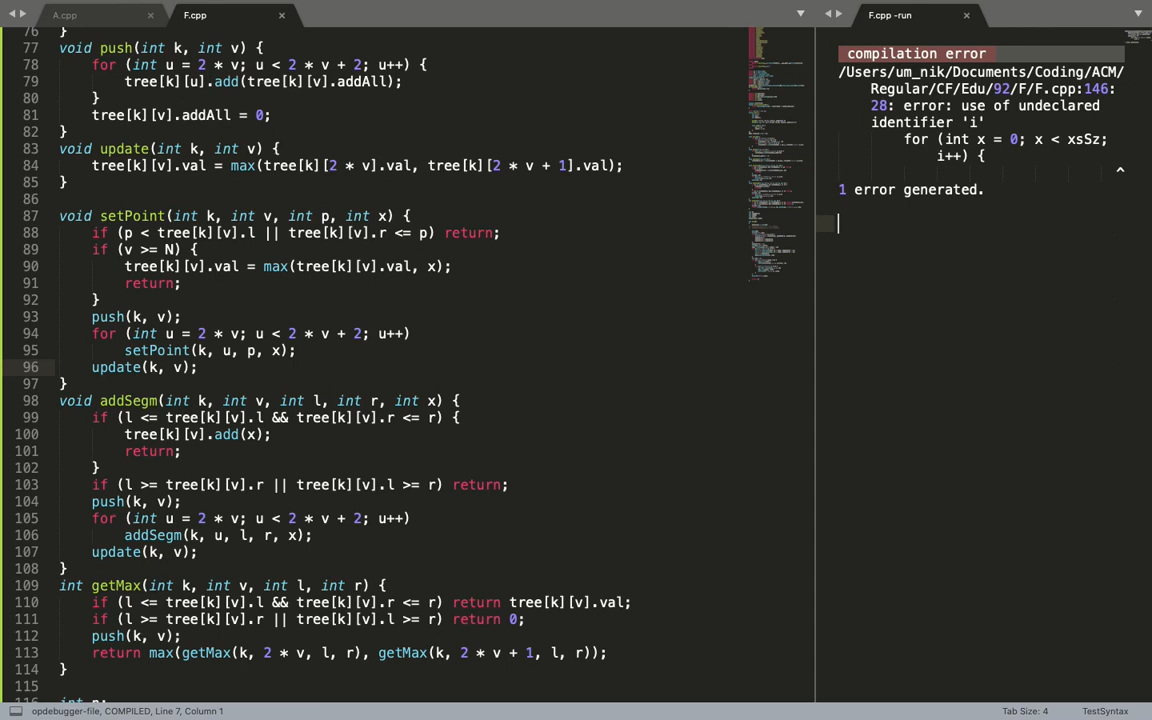 A.cpp × F.cpp ×
F.cpp -run ×
76 }
77 void push(int k, int v) {
78 for (int u = 2 * v; u < 2 * v + 2; u++) {
79 tree[k][u].add(tree[k][v].addAll);
80 }
81 tree[k][v].addAll = 0;
82 }
83 void update(int k, int v) {
84 tree[k][v].val = max(tree[k][2 * v].val, tree[k][2 * v + 1].val);
85 }
86
87 void setPoint(int k, int v, int p, int x) {
88 if (p < tree[k][v].l || tree[k][v].r <= p) return;
89 if (v >= N) {
90 tree[k][v].val = max(tree[k][v].val, x);
91 return;
92 }
93 push(k, v);
94 for (int u = 2 * v; u < 2 * v + 2; u++)
95 setPoint(k, u, p, x);
96 update(k, v);
97 }
98 void addSegm(int k, int v, int l, int r, int x) {
99 if (l <= tree[k][v].l && tree[k][v].r <= r) {
100 tree[k][v].add(x);
101 return;
102 }
103 if (l >= tree[k][v].r || tree[k][v].l >= r) return;
104 push(k, v);
105 for (int u = 2 * v; u < 2 * v + 2; u++)
106 addSegm(k, u, l, r, x);
107 update(k, v);
108 }
109 int getMax(int k, int v, int l, int r) {
110 if (l <= tree[k][v].l && tree[k][v].r <= r) return tree[k][v].val;
111 if (l >= tree[k][v].r || tree[k][v].l >= r) return 0;
112 push(k, v);
113 return max(getMax(k, 2 * v, l, r), getMax(k, 2 * v + 1, l, r));
114 }
115
116 int n;
compilation error
/Users/um_nik/Documents/Coding/ACM/
Regular/CF/Edu/92/F/F.cpp:146:
28: error: use of undeclared
identifier 'i'
for (int x = 0; x < xsSz;
i++) {
^
1 error generated.
opdebugger-file, COMPILED, Line 7, Column 1
Tab Size: 4
TestSyntax